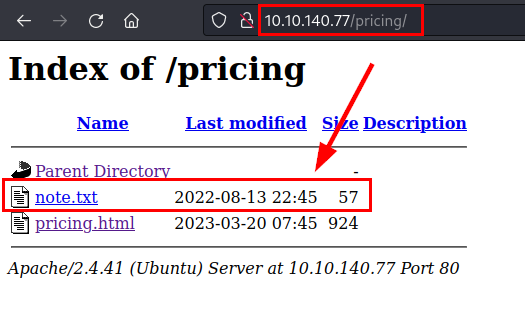 10.10.140.77/pricing/
Index of /pricing
Name Last modified Size Description
Parent Directory -
note.txt 2022-08-13 22:45 57
pricing.html 2023-03-20 07:45 924
Apache/2.4.41 (Ubuntu) Server at 10.10.140.77 Port 80